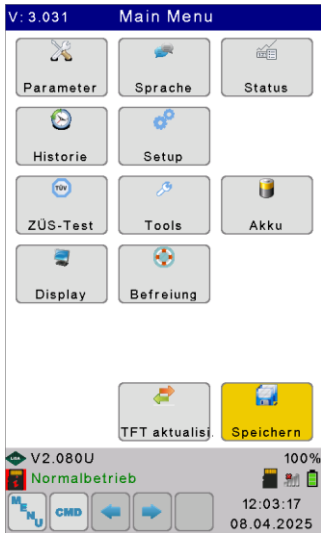 V: 3.031 Main Menu
Parameter Sprache Status
Historie Setup
TÜV
ZÜS-Test Tools Akku
Display Befreiung
TFT aktualisi. Speichern
V2.080U 100%
Normalbetrieb
MENU CMD 12:03:17
08.04.2025